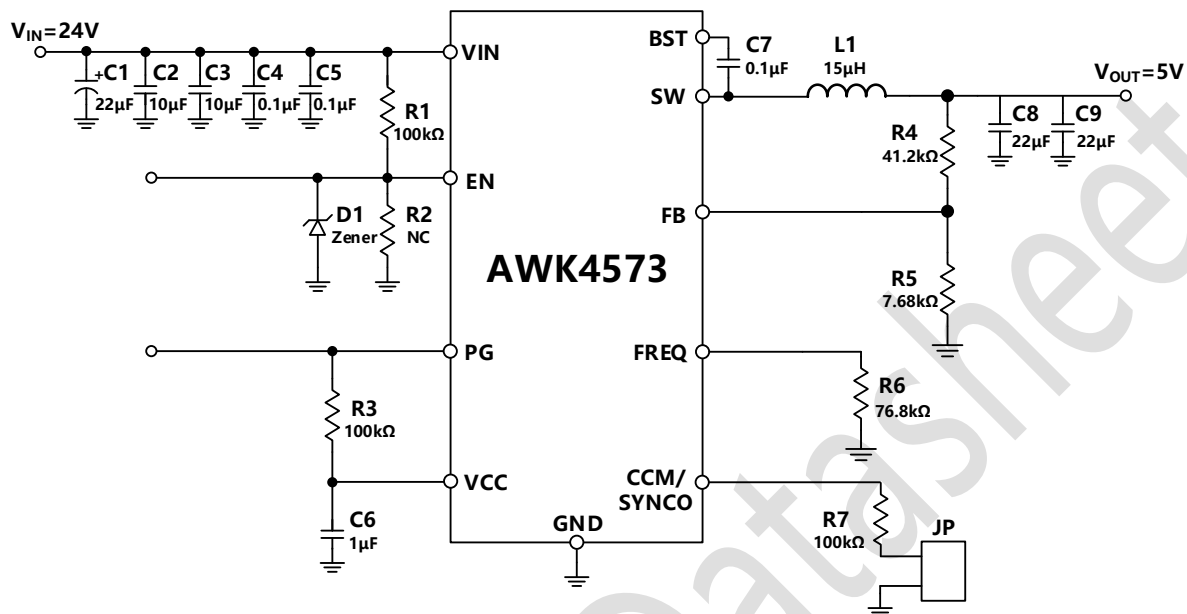 V_IN=24V
+C1
22μF
C2
10μF
C3
10μF
C4
0.1μF
C5
0.1μF
R1
100kΩ
VIN
BST
C7
0.1μF
L1
15μH
V_OUT=5V
SW
C8
22μF
C9
22μF
R4
41.2kΩ
EN
D1
Zener
R2
NC
FB
AWK4573
R5
7.68kΩ
PG
FREQ
R3
100kΩ
R6
76.8kΩ
VCC
CCM/
SYNCO
C6
1μF
GND
R7
100kΩ
JP
Datasheet